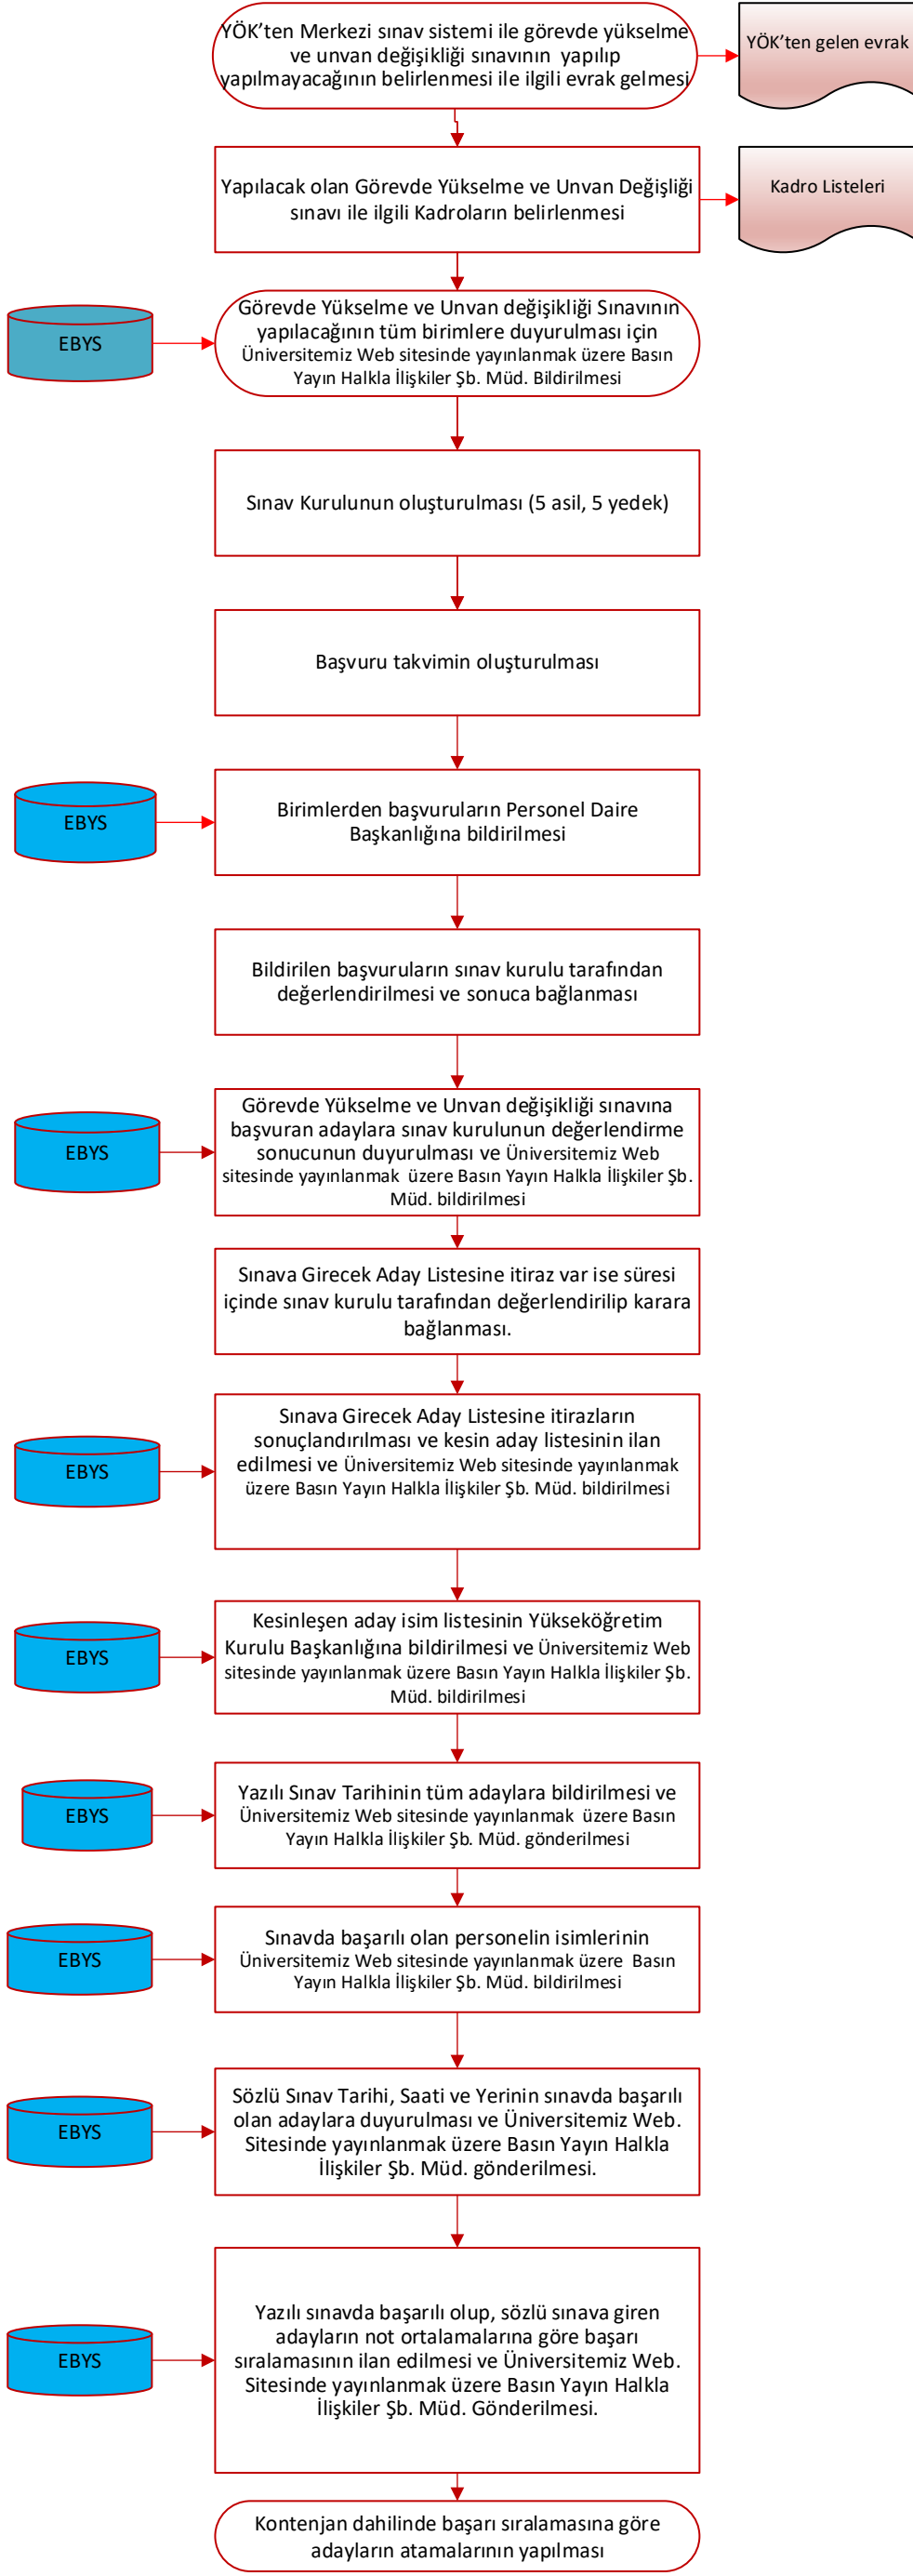 YÖK'ten Merkezi sınav sistemi ile görevde yükselme
ve unvan değişikliği sınavının yapılıp
yapılmayacağının belirlenmesi ile ilgili evrak gelmesi
YÖK'ten gelen evrak
Yapılacak olan Görevde Yükselme ve Unvan Değişliği
sınavı ile ilgili Kadroların belirlenmesi
Kadro Listeleri
EBYS
Görevde Yükselme ve Unvan değişikliği Sınavının
yapılacağının tüm birimlere duyurulması için
Üniversitemiz Web sitesinde yayınlanmak üzere Basın
Yayın Halkla İlişkiler Şb. Müd. Bildirilmesi
Sınav Kurulunun oluşturulması (5 asil, 5 yedek)
Başvuru takvimin oluşturulması
EBYS
Birimlerden başvuruların Personel Daire
Başkanlığına bildirilmesi
Bildirilen başvuruların sınav kurulu tarafından
değerlendirilmesi ve sonuca bağlanması
EBYS
Görevde Yükselme ve Unvan değişikliği sınavına
başvuran adaylara sınav kurulunun değerlendirme
sonucunun duyurulması ve Üniversitemiz Web
sitesinde yayınlanmak üzere Basın Yayın Halkla İlişkiler Şb.
Müd. bildirilmesi
Sınava Girecek Aday Listesine itiraz var ise süresi
içinde sınav kurulu tarafından değerlendirilip karara
bağlanması.
EBYS
Sınava Girecek Aday Listesine itirazların
sonuçlandırılması ve kesin aday listesinin ilan
edilmesi ve Üniversitemiz Web sitesinde yayınlanmak
üzere Basın Yayın Halkla İlişkiler Şb. Müd. bildirilmesi
EBYS
Kesinleşen aday isim listesinin Yükseköğretim
Kurulu Başkanlığına bildirilmesi ve Üniversitemiz Web
sitesinde yayınlanmak üzere Basın Yayın Halkla İlişkiler Şb.
Müd. bildirilmesi
EBYS
Yazılı Sınav Tarihinin tüm adaylara bildirilmesi ve
Üniversitemiz Web sitesinde yayınlanmak üzere Basın
Yayın Halkla İlişkiler Şb. Müd. gönderilmesi
EBYS
Sınavda başarılı olan personelin isimlerinin
Üniversitemiz Web sitesinde yayınlanmak üzere Basın
Yayın Halkla İlişkiler Şb. Müd. bildirilmesi
EBYS
Sözlü Sınav Tarihi, Saati ve Yerinin sınavda başarılı
olan adaylara duyurulması ve Üniversitemiz Web.
Sitesinde yayınlanmak üzere Basın Yayın Halkla
İlişkiler Şb. Müd. gönderilmesi.
EBYS
Yazılı sınavda başarılı olup, sözlü sınava giren
adayların not ortalamalarına göre başarı
sıralamasının ilan edilmesi ve Üniversitemiz Web.
Sitesinde yayınlanmak üzere Basın Yayın Halkla
İlişkiler Şb. Müd. Gönderilmesi.
Kontenjan dahilinde başarı sıralamasına göre
adayların atamalarının yapılması